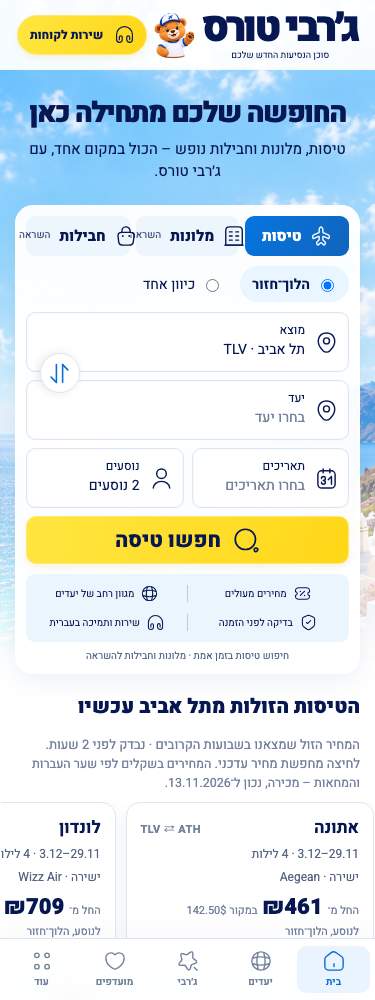 ג'רבי טורס
סוכן הנסיעות החדש שלכם
שירות לקוחות
החופשה שלכם מתחילה כאן
טיסות, מלונות וחבילות נופש – הכול במקום אחד, עם
ג'רבי טורס.
טיסות
מלונות השראה
חבילות השראה
הלוך־חזור
כיוון אחד
מוצא
תל אביב · TLV
יעד
בחרו יעד
תאריכים
בחרו תאריכים
נוסעים
2 נוסעים
חפשו טיסה
מחירים מעולים
מגוון רחב של יעדים
בדיקה לפני הזמנה
שירות ותמיכה בעברית
חיפוש טיסות בזמן אמת · מלונות וחבילות להשראה
הטיסות הזולות מתל אביב עכשיו
המחיר הזול שמצאנו בשבועות הקרובים · נבדק לפני 2 שעות.
לחיצה מחפשת מחיר עדכני. המחירים בשקלים לפי שער העברות
והמחאות – מכירה, נכון ל־13.11.2026.
אתונה
TLV ⇄ ATH
29.11–3.12 · 4 לילות
ישירה · Aegean
החל מ־ ₪461 במקור 142.50$
לנוסע, הלוך־חזור
לונדון
29.11–3.12 · 4 לילו
ישירה · Wizz Air
החל מ־ ₪709
לנוסע, הלוך־חזור
בית
יעדים
ג'רבי
מועדפים
עוד